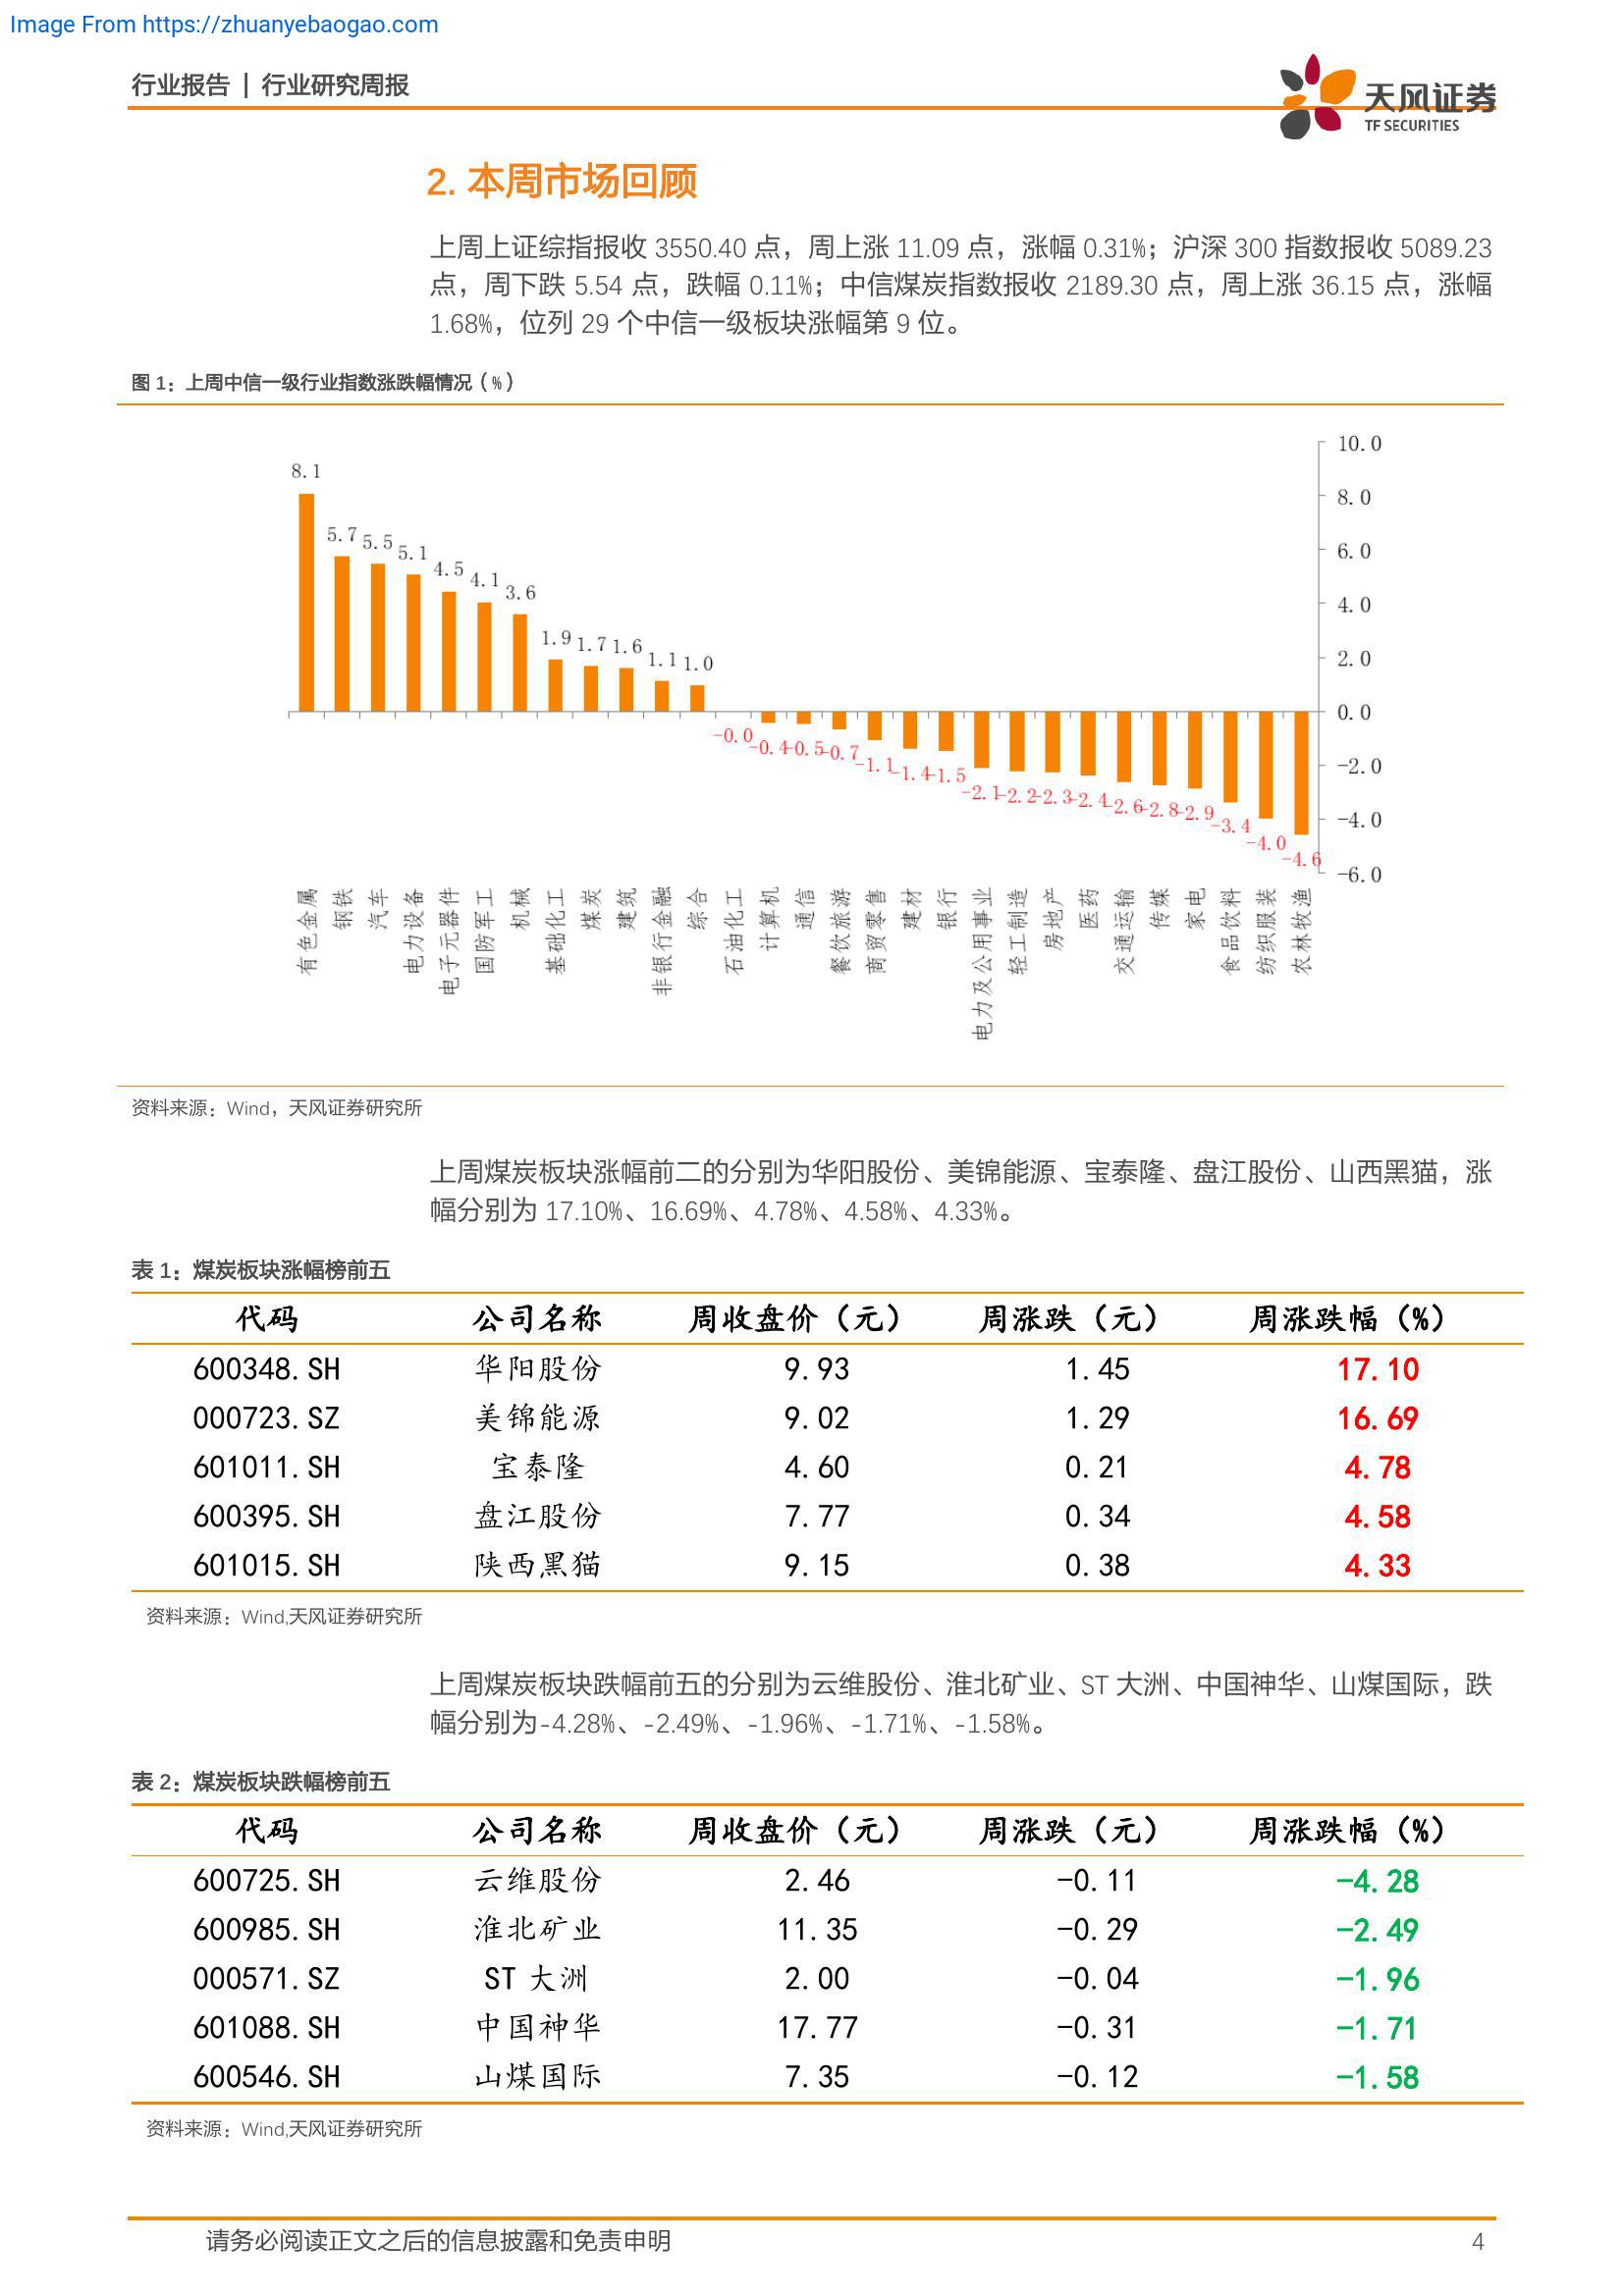 Image From https://zhuanyebaogao.com
行业报告 | 行业研究周报
天风证券
TF SECURITIES
2. 本周市场回顾
上周上证综指报收 3550.40 点，周上涨 11.09 点，涨幅 0.31%；沪深 300 指数报收 5089.23
点，周下跌 5.54 点，跌幅 0.11%；中信煤炭指数报收 2189.30 点，周上涨 36.15 点，涨幅
1.68%，位列 29 个中信一级板块涨幅第 9 位。
图 1：上周中信一级行业指数涨跌幅情况（%）
10.0
8.0
6.0
4.0
2.0
0.0
-2.0
-4.0
-6.0
8.1 5.7 5.5 5.1 4.5 4.1 3.6 1.9 1.7 1.6 1.1 1.0 -0.0 -0.4 -0.5 -0.7 -1.1 -1.4 -1.5 -2.1 -2.2 -2.3 -2.4 -2.6 -2.8 -2.9 -3.4 -4.0 -4.6
有色金属
钢铁
汽车
电力设备
电子元器件
国防军工
机械
基础化工
煤炭
建筑
非银行金融
综合
石油化工
计算机
通信
餐饮旅游
商贸零售
建材
银行
电力及公用事业
轻工制造
房地产
医药
交通运输
传媒
家电
食品饮料
纺织服装
农林牧渔
资料来源：Wind，天风证券研究所
上周煤炭板块涨幅前二的分别为华阳股份、美锦能源、宝泰隆、盘江股份、山西黑猫，涨
幅分别为 17.10%、16.69%、4.78%、4.58%、4.33%。
表 1：煤炭板块涨幅榜前五
代码 公司名称 周收盘价（元） 周涨跌（元） 周涨跌幅（%）
600348.SH 华阳股份 9.93 1.45 17.10
000723.SZ 美锦能源 9.02 1.29 16.69
601011.SH 宝泰隆 4.60 0.21 4.78
600395.SH 盘江股份 7.77 0.34 4.58
601015.SH 陕西黑猫 9.15 0.38 4.33
资料来源：Wind,天风证券研究所
上周煤炭板块跌幅前五的分别为云维股份、淮北矿业、ST 大洲、中国神华、山煤国际，跌
幅分别为-4.28%、-2.49%、-1.96%、-1.71%、-1.58%。
表 2：煤炭板块跌幅榜前五
代码 公司名称 周收盘价（元） 周涨跌（元） 周涨跌幅（%）
600725.SH 云维股份 2.46 -0.11 -4.28
600985.SH 淮北矿业 11.35 -0.29 -2.49
000571.SZ ST 大洲 2.00 -0.04 -1.96
601088.SH 中国神华 17.77 -0.31 -1.71
600546.SH 山煤国际 7.35 -0.12 -1.58
资料来源：Wind,天风证券研究所
请务必阅读正文之后的信息披露和免责申明 4